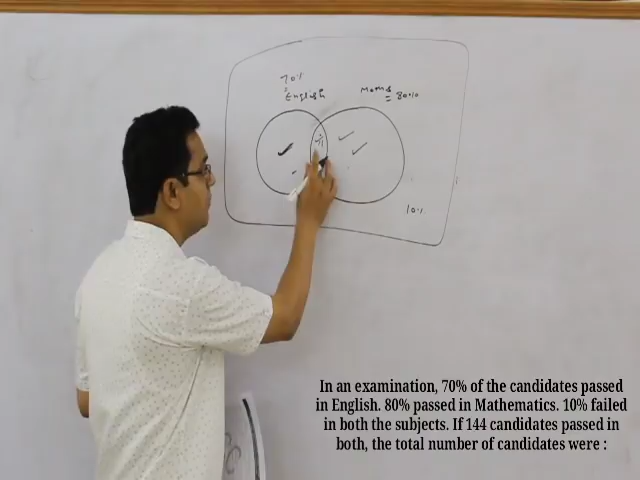 70%
= English
Maths
= 80%
10%
In an examination, 70% of the candidates passed
in English. 80% passed in Mathematics. 10% failed
in both the subjects. If 144 candidates passed in
both, the total number of candidates were :